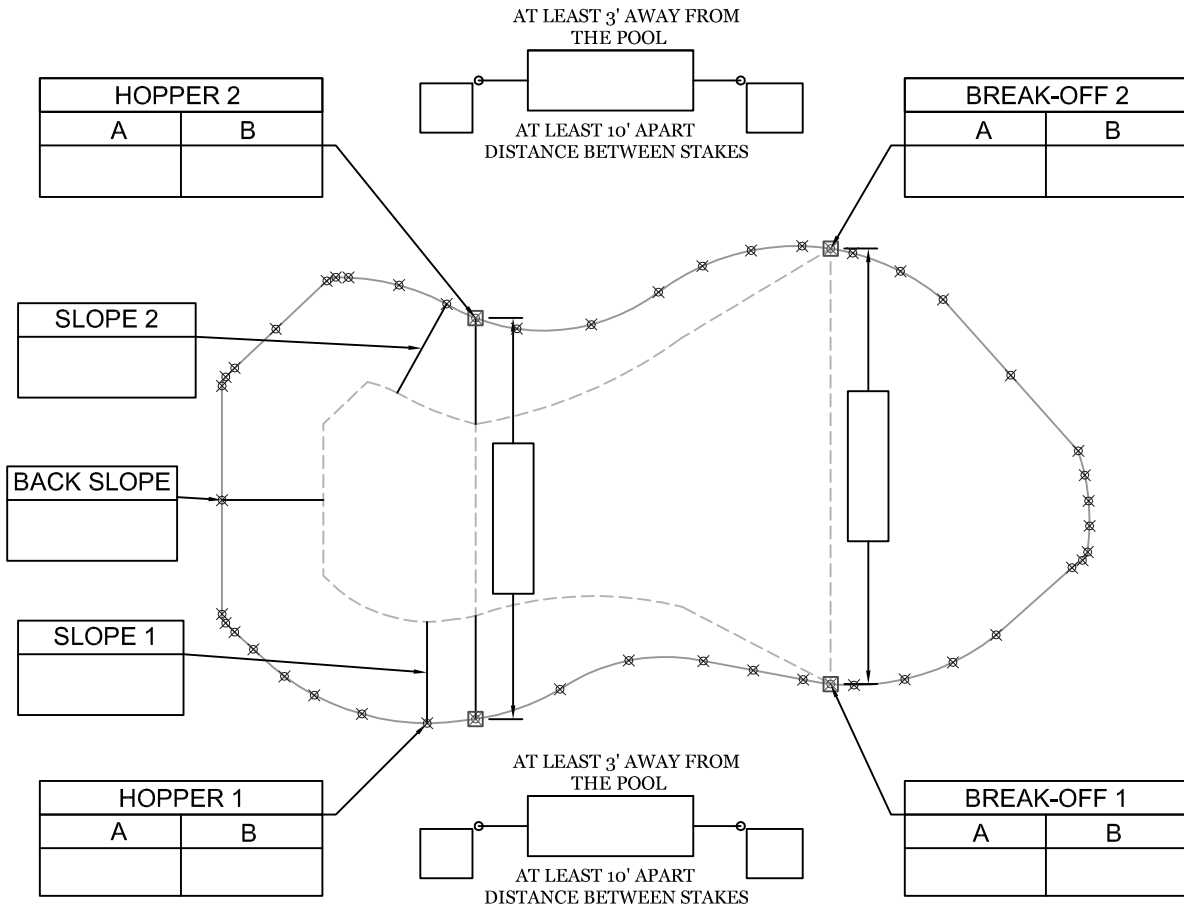 AT LEAST 3' AWAY FROM
THE POOL
AT LEAST 10' APART
DISTANCE BETWEEN STAKES
HOPPER 2
A B
BREAK-OFF 2
A B
SLOPE 2
BACK SLOPE
SLOPE 1
HOPPER 1
A B
AT LEAST 3' AWAY FROM
THE POOL
AT LEAST 10' APART
DISTANCE BETWEEN STAKES
BREAK-OFF 1
A B